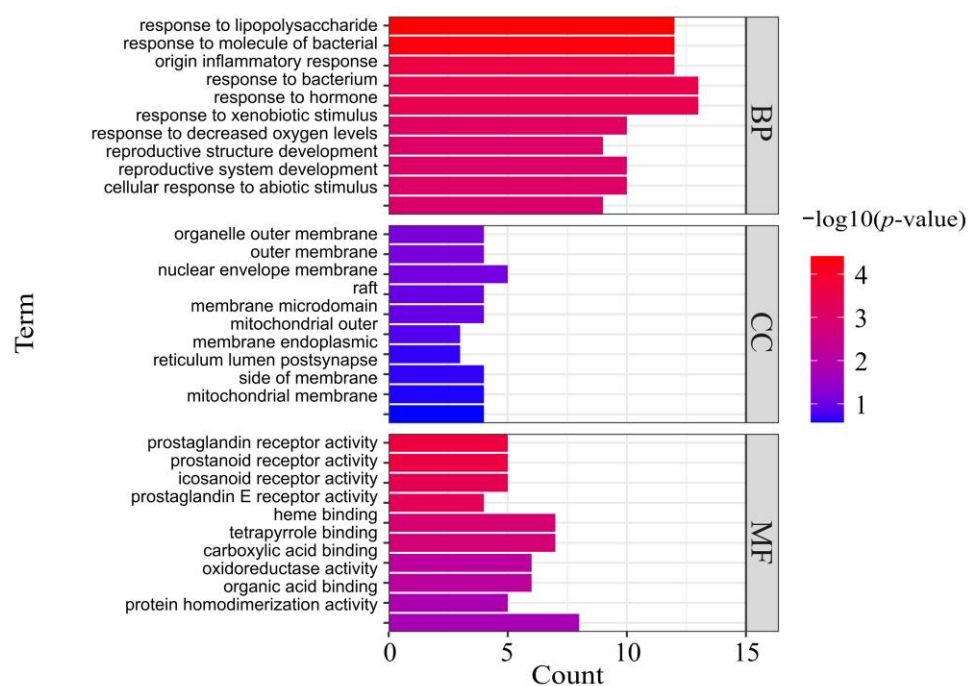 response to lipopolysaccharide
response to molecule of bacterial
origin inflammatory response
response to bacterium
response to hormone
response to xenobiotic stimulus
response to decreased oxygen levels
reproductive structure development
reproductive system development
cellular response to abiotic stimulus
BP
organelle outer membrane
outer membrane
nuclear envelope membrane
raft
membrane microdomain
mitochondrial outer
membrane endoplasmic
reticulum lumen postsynapse
side of membrane
mitochondrial membrane
CC
prostaglandin receptor activity
prostanoid receptor activity
icosanoid receptor activity
prostaglandin E receptor activity
heme binding
tetrapyrrole binding
carboxylic acid binding
oxidoreductase activity
organic acid binding
protein homodimerization activity
MF
Term
0 5 10 15
Count
−log10(p-value)
4
3
2
1